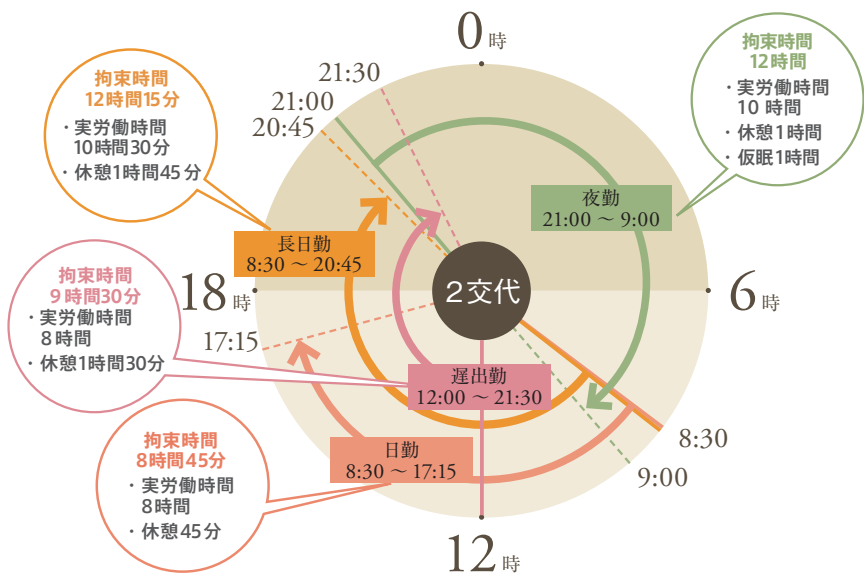 0時
21:30
21:00
20:45
拘束時間
12時間15分
・実労働時間
10時間30分
・休憩1時間45分
拘束時間
12時間
・実労働時間
10 時間
・休憩1時間
・仮眠1時間
夜勤
21:00 ～ 9:00
長日勤
8:30 ～ 20:45
拘束時間
9時間30分
・実労働時間
8時間
・休憩1時間30分
18時
2交代
6時
17:15
遅出勤
12:00 ～ 21:30
8:30
9:00
日勤
8:30 ～ 17:15
拘束時間
8時間45分
・実労働時間
8時間
・休憩45分
12時